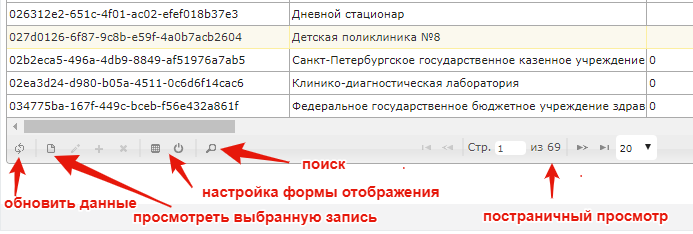 026312e2-651c-4f01-ac02-efef018b37e3 Дневной стационар
027d0126-6f87-9c8b-e59f-4a0b7acb2604 Детская поликлиника №8
02b2eca5-496a-4db9-8849-af51976a7ab5 Санкт-Петербургское государственное казенное учреждение 0
02ea3d24-d980-b05a-4511-0c6d6f14cac6 Клинико-диагностическая лаборатория 0
034775ba-167f-449c-bceb-f56e432a861f Федеральное государственное бюджетное учреждение здрав 0
Стр. 1 из 69 20
поиск
настройка формы отображения
обновить данные
просмотреть выбранную запись
постраничный просмотр